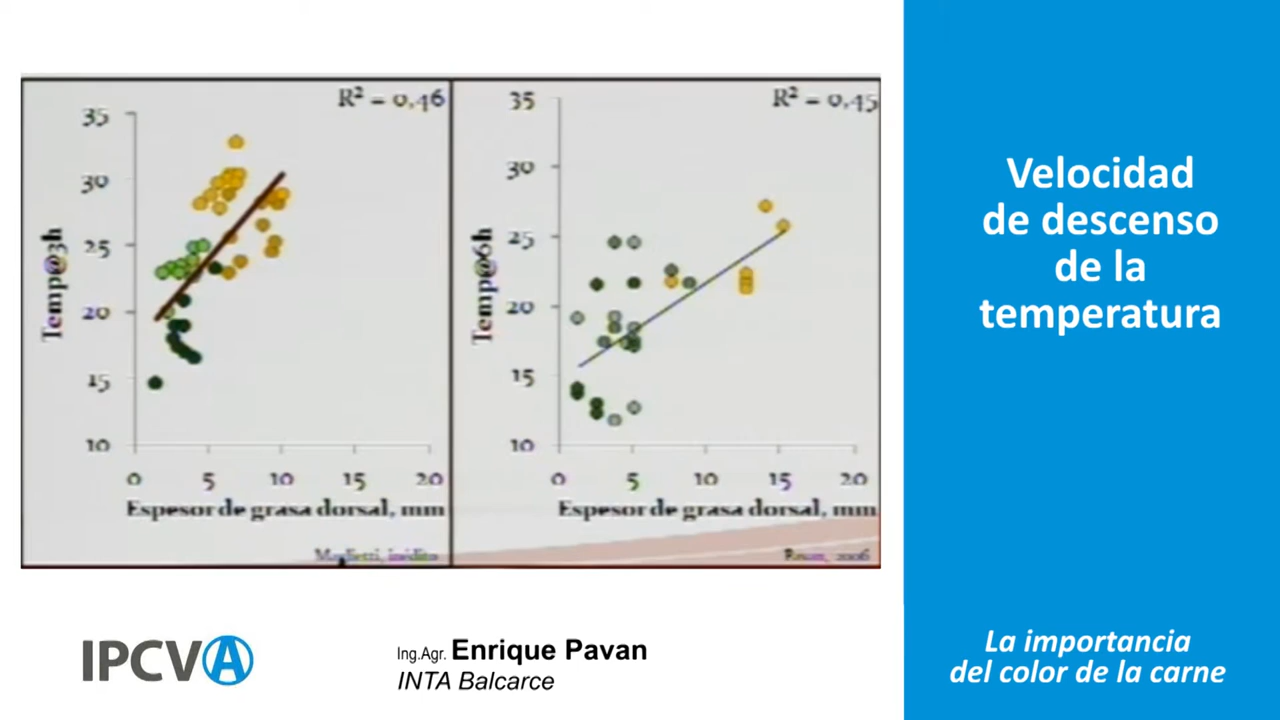 R² = 0,46
35
30
25
20
15
10
Temp@3h
0 5 10 15 20
Espesor de grasa dorsal, mm
inédito
R² = 0,45
35
30
25
20
15
10
Temp@6h
0 5 10 15 20
Espesor de grasa dorsal, mm
2006
Velocidad
de descenso
de la
temperatura
IPCVA
Ing.Agr. Enrique Pavan
INTA Balcarce
La importancia
del color de la carne